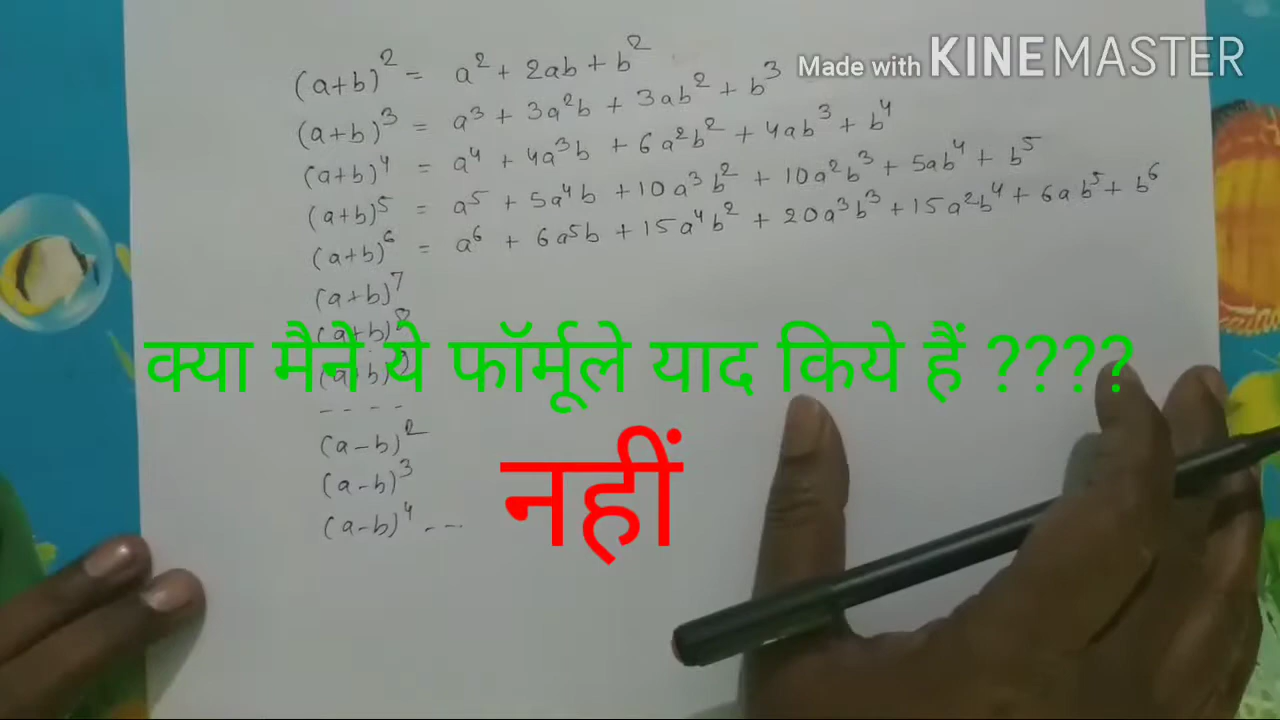 Made with KINEMASTER
(a+b)² = a² + 2ab + b²
(a+b)³ = a³ + 3a²b + 3ab² + b³
(a+b)⁴ = a⁴ + 4a³b + 6a²b² + 4ab³ + b⁴
(a+b)⁵ = a⁵ + 5a⁴b + 10a³b² + 10a²b³ + 5ab⁴ + b⁵
(a+b)⁶ = a⁶ + 6a⁵b + 15a⁴b² + 20a³b³ + 15a²b⁴ + 6ab⁵ + b⁶
(a+b)⁷
(a+b)⁸
क्या मैने ये फॉर्मूले याद किये हैं ????
(a+b)⁹
- - - -
(a-b)²
(a-b)³
नहीं
(a-b)⁴ - --